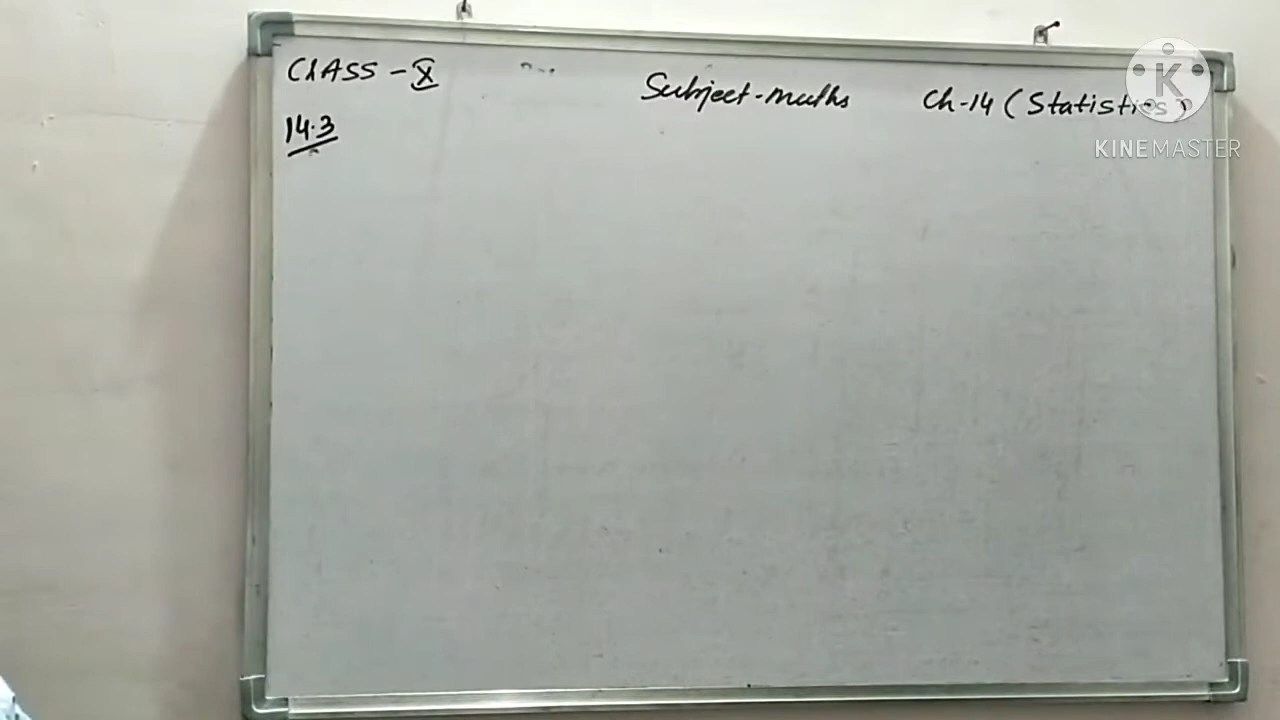 CLASS - X Subject - maths Ch-14 ( Statistics )
14.3
K
KINEMASTER